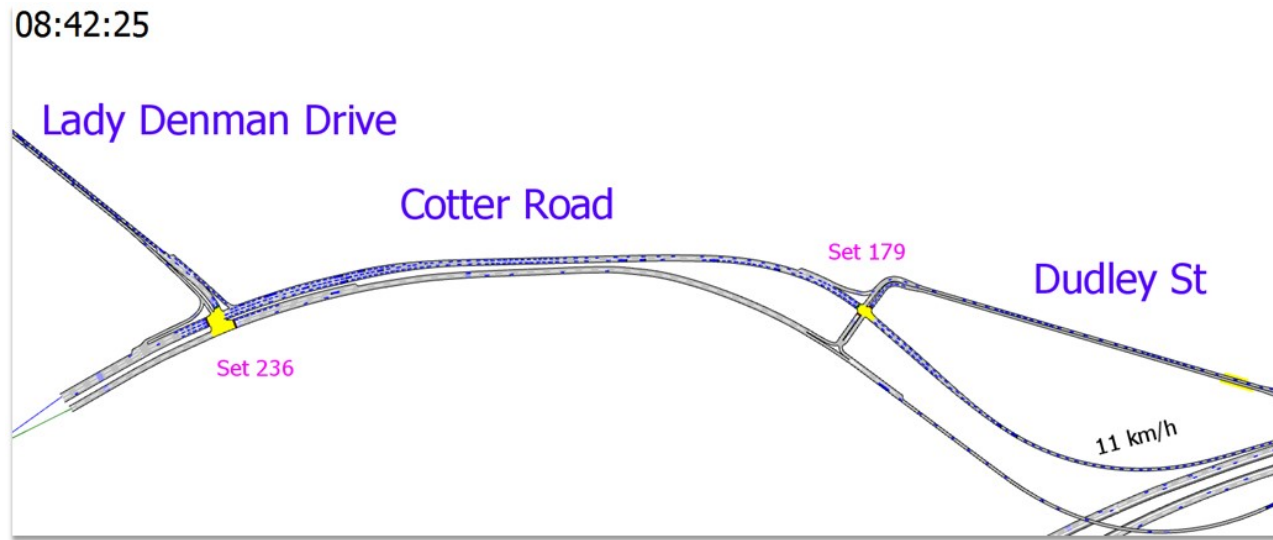 08:42:25
Lady Denman Drive
Cotter Road
Set 179
Dudley St
Set 236
11 km/h